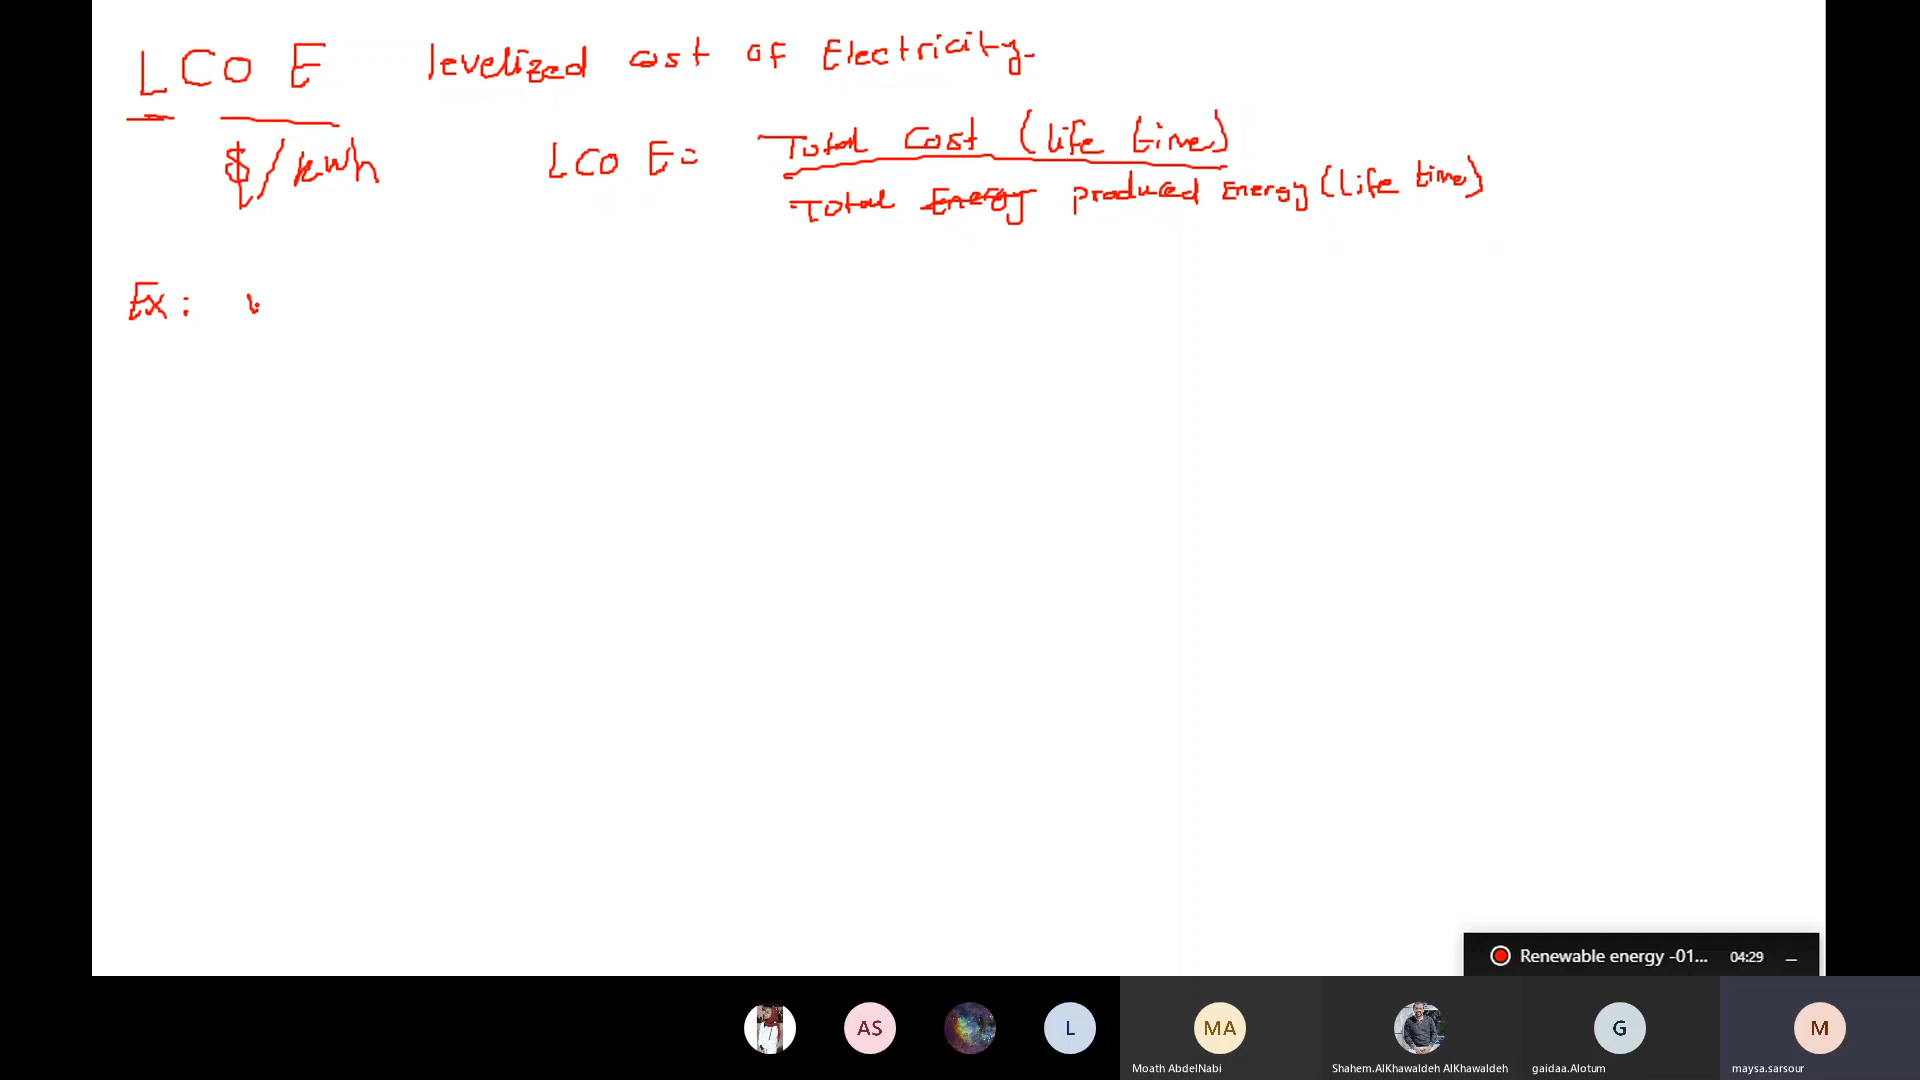 LCOE levelized cost of Electricity.
$/kwh
LCOE= Total Cost (life time)
Total Energy produced Energy (Life time)
Ex:
Renewable energy -01... 04:29
AS L MA G M
Moath AbdelNabi Shahem.AlKhawaldeh AlKhawaldeh gaidaa.Alotum maysa.sarsour